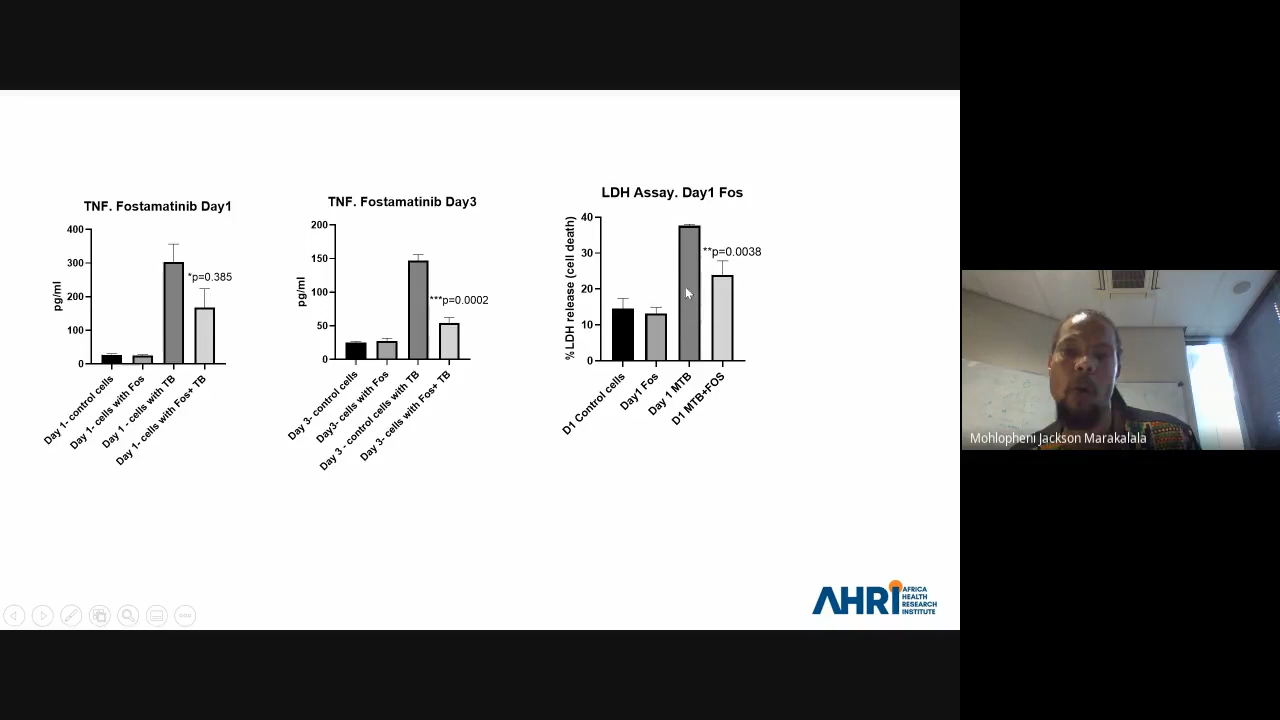 TNF. Fostamatinib Day1
400
300
200
100
0
pg/ml
*p=0.385
Day 1- control cells
Day 1- cells with Fos
Day 1 - cells with TB
Day 1- cells with Fos+ TB
TNF. Fostamatinib Day3
200
150
100
50
0
pg/ml
***p=0.0002
Day 3- control cells
Day3- cells with Fos
Day 3 - control cells with TB
Day 3- cells with Fos+ TB
LDH Assay. Day1 Fos
40
30
20
10
0
% LDH release (cell death)
**p=0.0038
D1 Control cells
Day1 Fos
Day 1 MTB
D1 MTB+FOS
Mohlopheni Jackson Marakalala
AHRI
AFRICA
HEALTH
RESEARCH
INSTITUTE